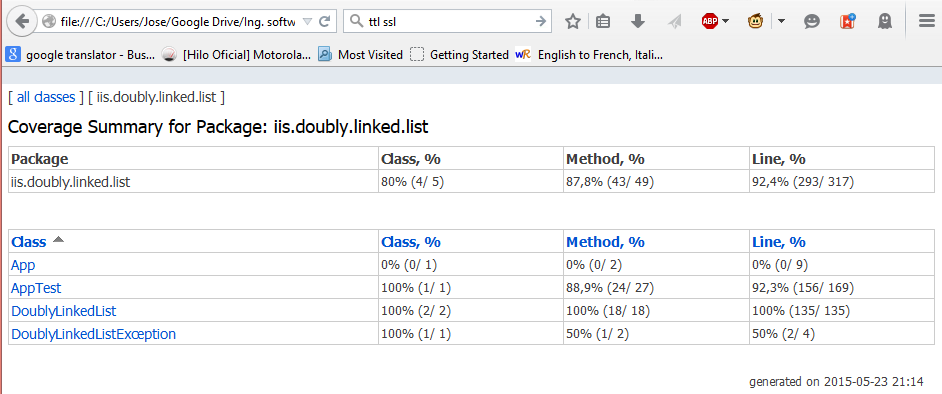 file:///C:/Users/Jose/Google Drive/Ing. softw
ttl ssl
ABP
google translator - Bus...
[Hilo Oficial] Motorola...
Most Visited
Getting Started
wR English to French, Itali...
[ all classes ] [ iis.doubly.linked.list ]
Coverage Summary for Package: iis.doubly.linked.list
Package Class, % Method, % Line, %
iis.doubly.linked.list 80% (4/ 5) 87,8% (43/ 49) 92,4% (293/ 317)
Class Class, % Method, % Line, %
App 0% (0/ 1) 0% (0/ 2) 0% (0/ 9)
AppTest 100% (1/ 1) 88,9% (24/ 27) 92,3% (156/ 169)
DoublyLinkedList 100% (2/ 2) 100% (18/ 18) 100% (135/ 135)
DoublyLinkedListException 100% (1/ 1) 50% (1/ 2) 50% (2/ 4)
generated on 2015-05-23 21:14